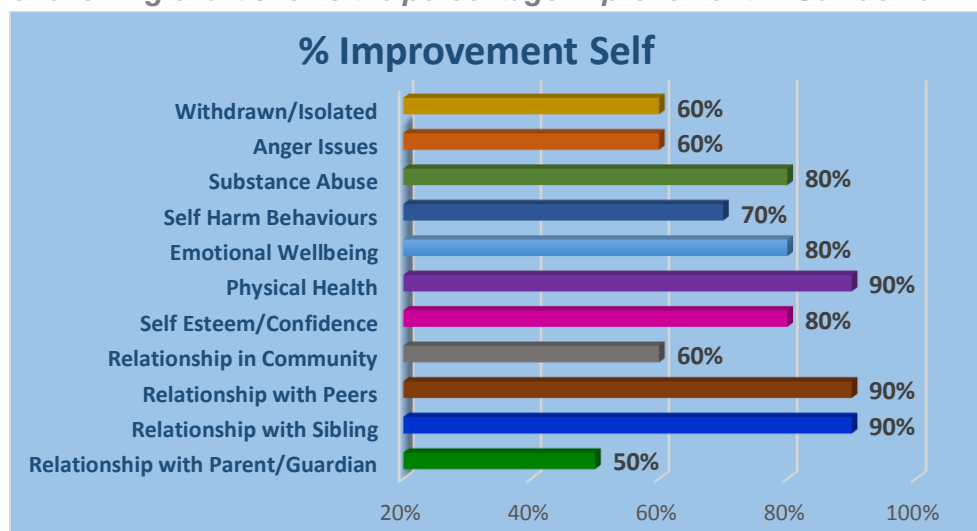 % Improvement Self
Withdrawn/Isolated 60%
Anger Issues 60%
Substance Abuse 80%
Self Harm Behaviours 70%
Emotional Wellbeing 80%
Physical Health 90%
Self Esteem/Confidence 80%
Relationship in Community 60%
Relationship with Peers 90%
Relationship with Sibling 90%
Relationship with Parent/Guardian 50%
20% 40% 60% 80% 100%